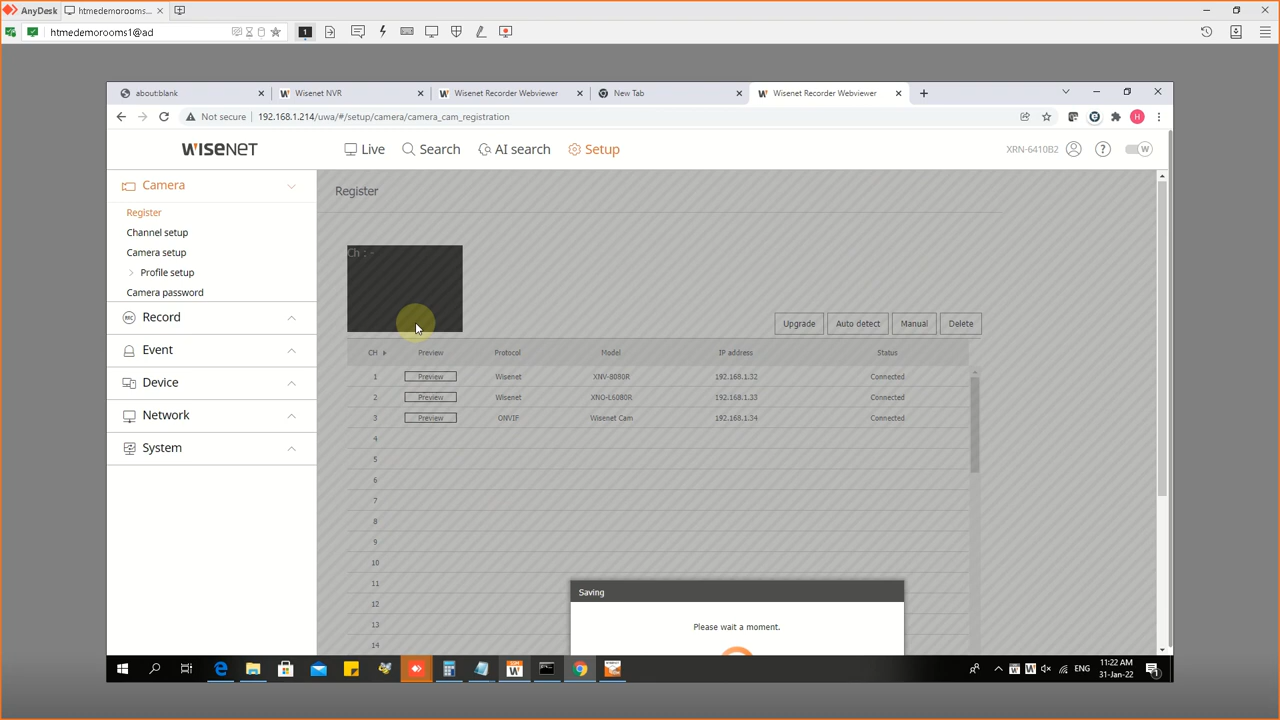 AnyDesk
htmedemorooms...
htmedemorooms1@ad
1
about:blank
Wisenet NVR
Wisenet Recorder Webviewer
New Tab
Wisenet Recorder Webviewer
Not secure
192.168.1.214/uwa/#/setup/camera/camera_cam_registration
H
WISENET
Live
Search
AI search
Setup
XRN-6410B2
?
W
Camera
Register
Channel setup
Camera setup
Profile setup
Camera password
REC Record
Event
Device
Network
System
Register
Ch : -
Upgrade
Auto detect
Manual
Delete
CH Preview Protocol Model IP address Status
1 Preview Wisenet XNV-8080R 192.168.1.32 Connected
2 Preview Wisenet XNO-L6080R 192.168.1.33 Connected
3 Preview ONVIF Wisenet Cam 192.168.1.34 Connected
4
5
6
7
8
9
10
11
12
13
14
Saving
Please wait a moment.
ENG
11:22 AM
31-Jan-22
1